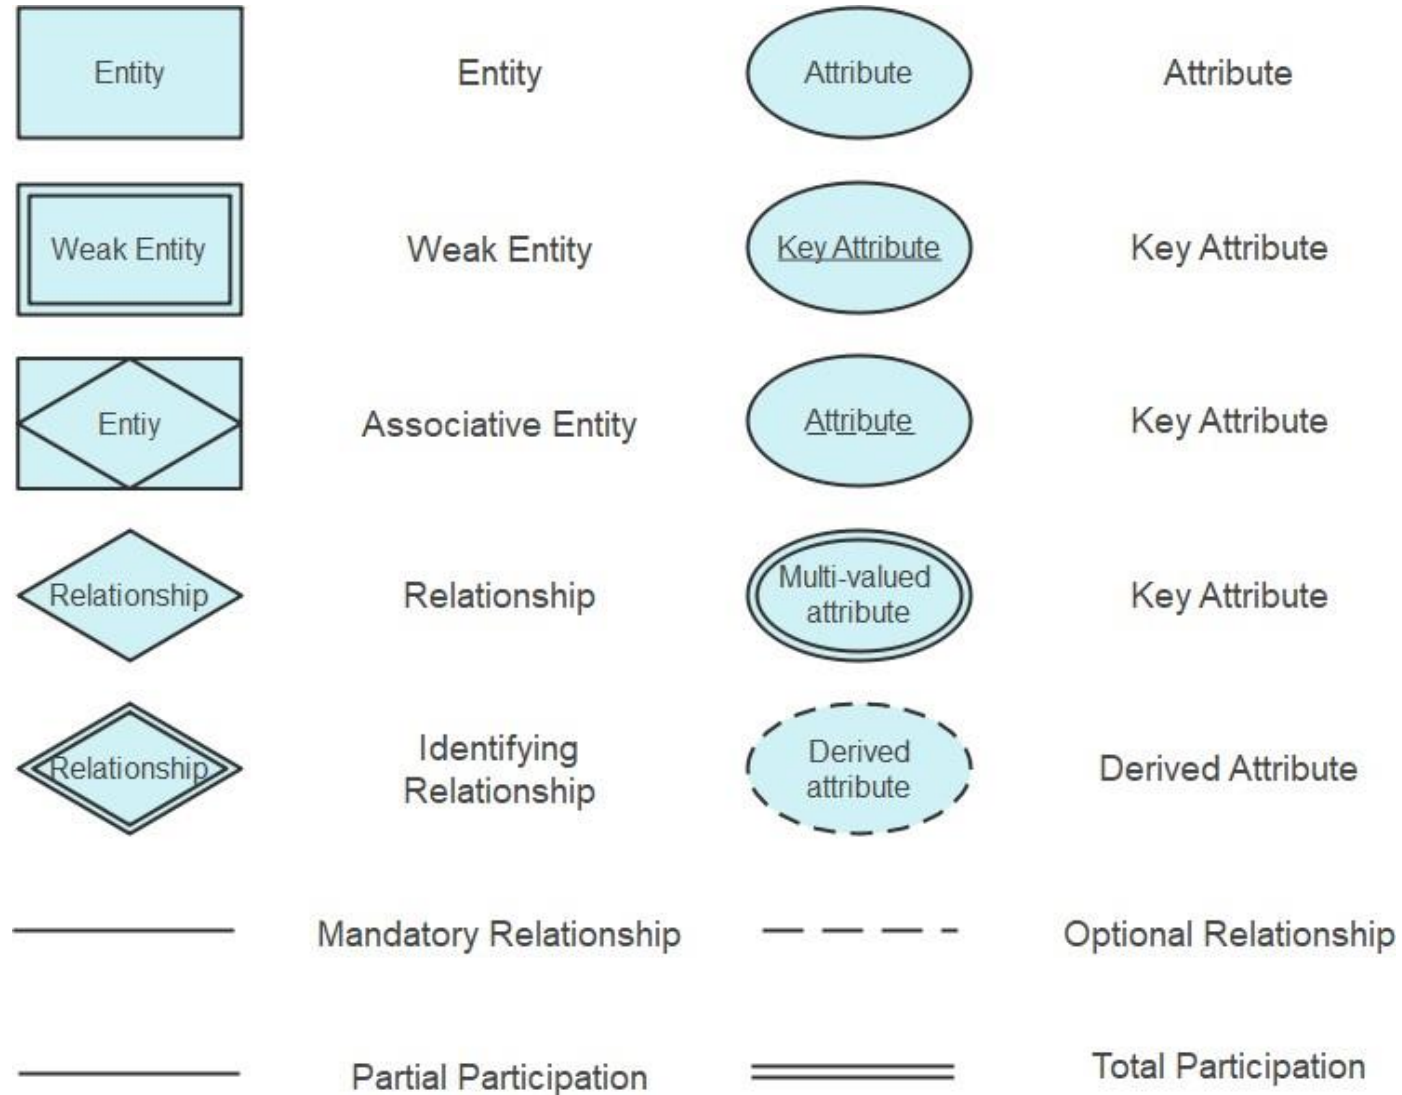 Entity
Entity
Attribute
Attribute
Weak Entity
Weak Entity
Key Attribute
Key Attribute
Entiy
Associative Entity
Attribute
Key Attribute
Relationship
Relationship
Multi-valued
attribute
Key Attribute
Relationship
Identifying
Relationship
Derived
attribute
Derived Attribute
Mandatory Relationship
Optional Relationship
Partial Participation
Total Participation